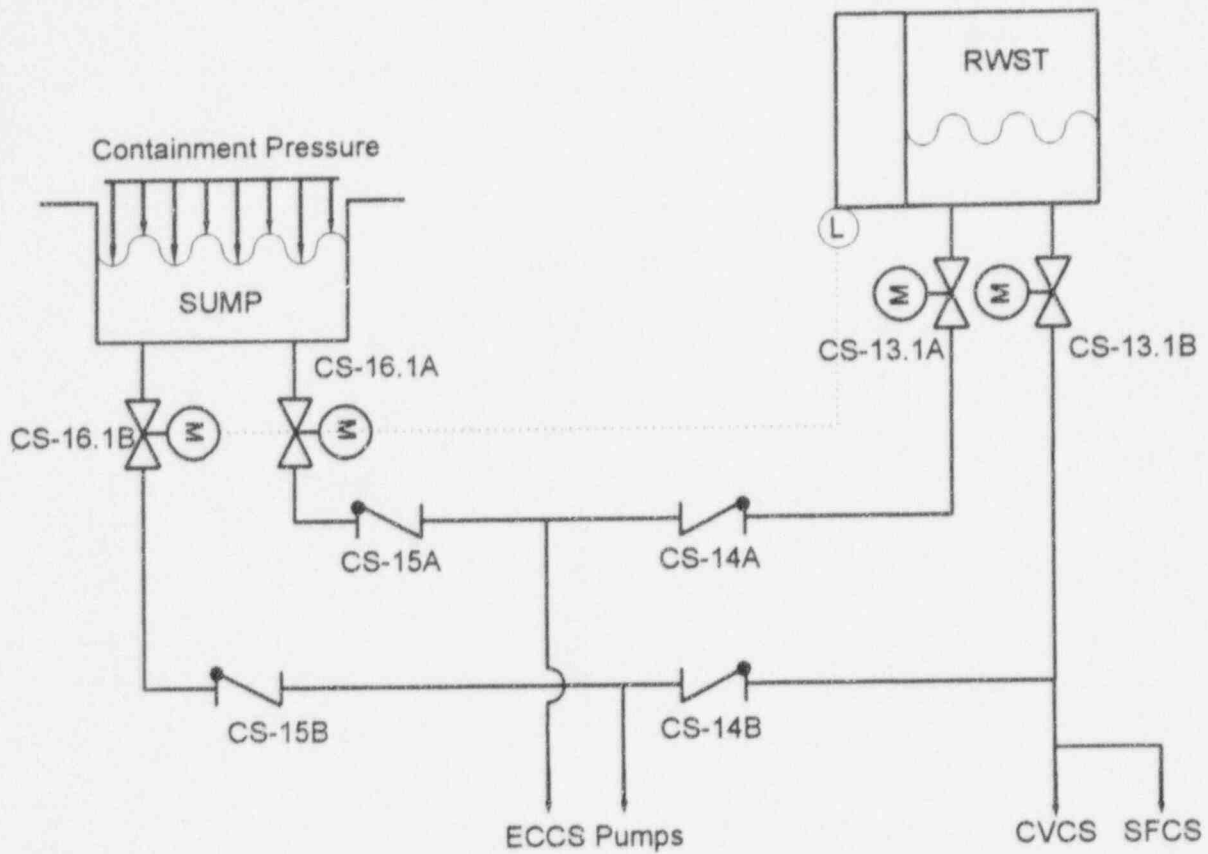 RWST
Containment Pressure
L
SUMP
M
M
CS-13.1A
CS-13.1B
CS-16.1A
CS-16.1B
M
M
CS-15A
CS-14A
CS-15B
CS-14B
ECCS Pumps
CVCS
SFCS